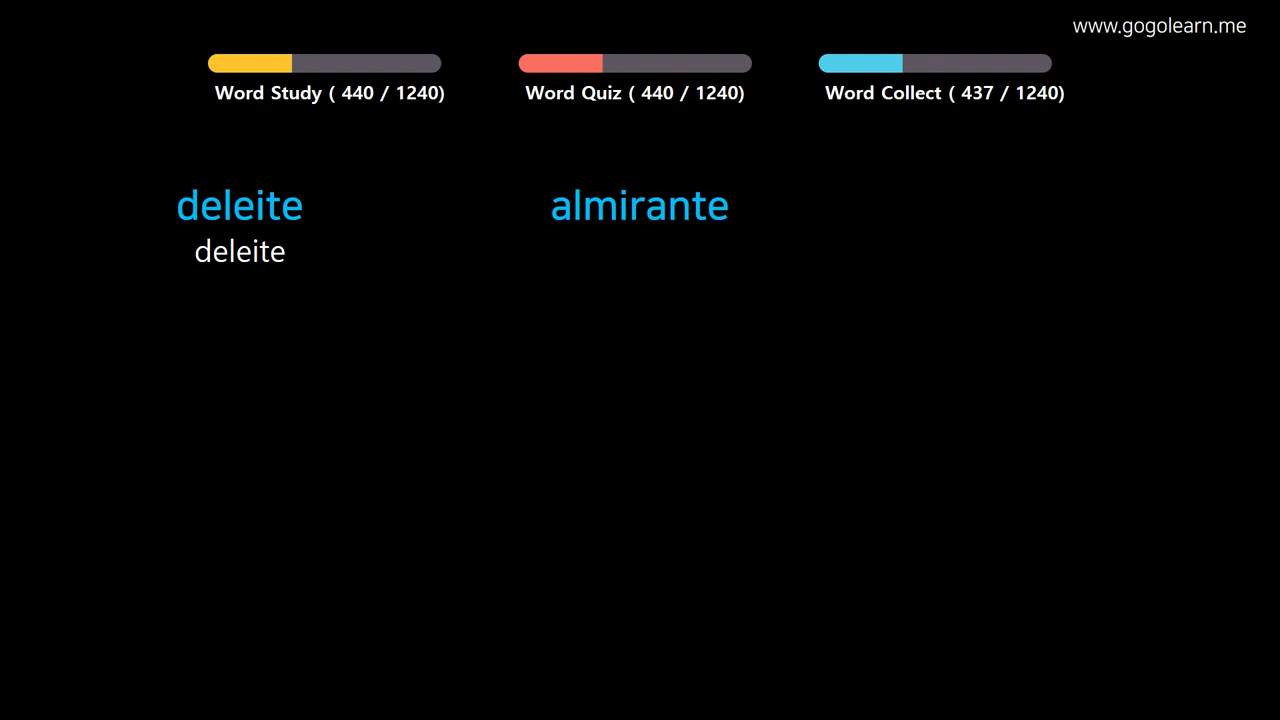 www.gogolearn.me
Word Study ( 440 / 1240)
Word Quiz ( 440 / 1240)
Word Collect ( 437 / 1240)
deleite
deleite
almirante